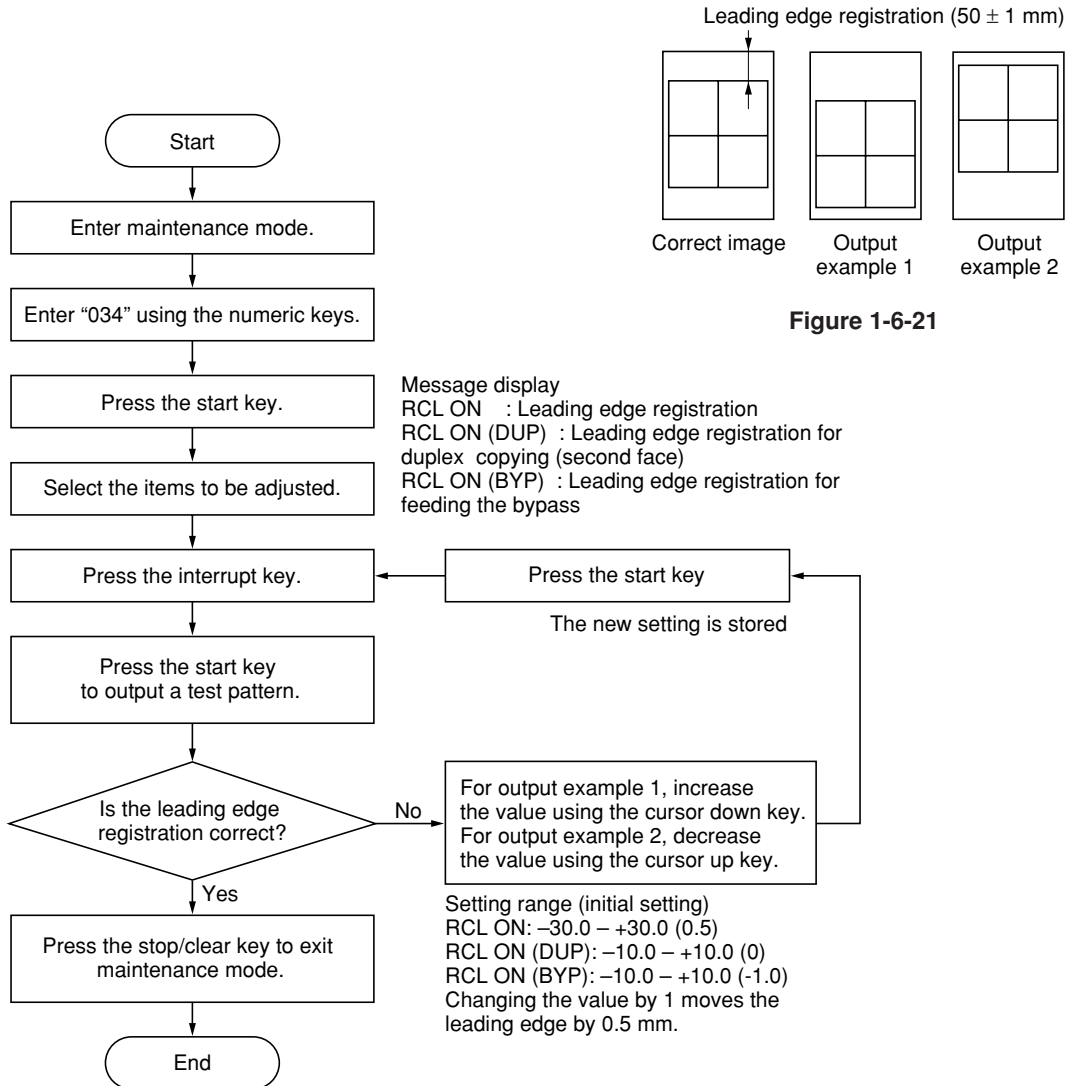 Leading edge registration (50 ± 1 mm)
Correct image
Output
example 1
Output
example 2
Figure 1-6-21
Start
Enter maintenance mode.
Enter “034” using the numeric keys.
Press the start key.
Message display
RCL ON : Leading edge registration
RCL ON (DUP) : Leading edge registration for
duplex copying (second face)
RCL ON (BYP) : Leading edge registration for
feeding the bypass
Select the items to be adjusted.
Press the interrupt key.
Press the start key
The new setting is stored
Press the start key
to output a test pattern.
Is the leading edge
registration correct?
No
For output example 1, increase
the value using the cursor down key.
For output example 2, decrease
the value using the cursor up key.
Yes
Setting range (initial setting)
RCL ON: –30.0 – +30.0 (0.5)
RCL ON (DUP): –10.0 – +10.0 (0)
RCL ON (BYP): –10.0 – +10.0 (-1.0)
Changing the value by 1 moves the
leading edge by 0.5 mm.
Press the stop/clear key to exit
maintenance mode.
End